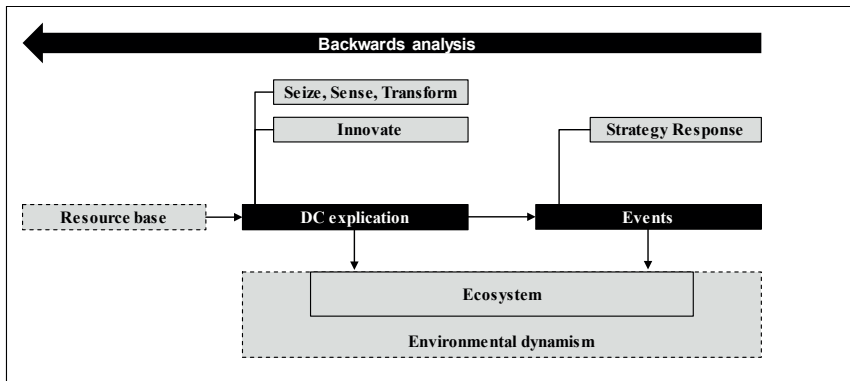 Backwards analysis
Seize, Sense, Transform
Innovate
Strategy Response
Resource base
DC explication
Events
Ecosystem
Environmental dynamism